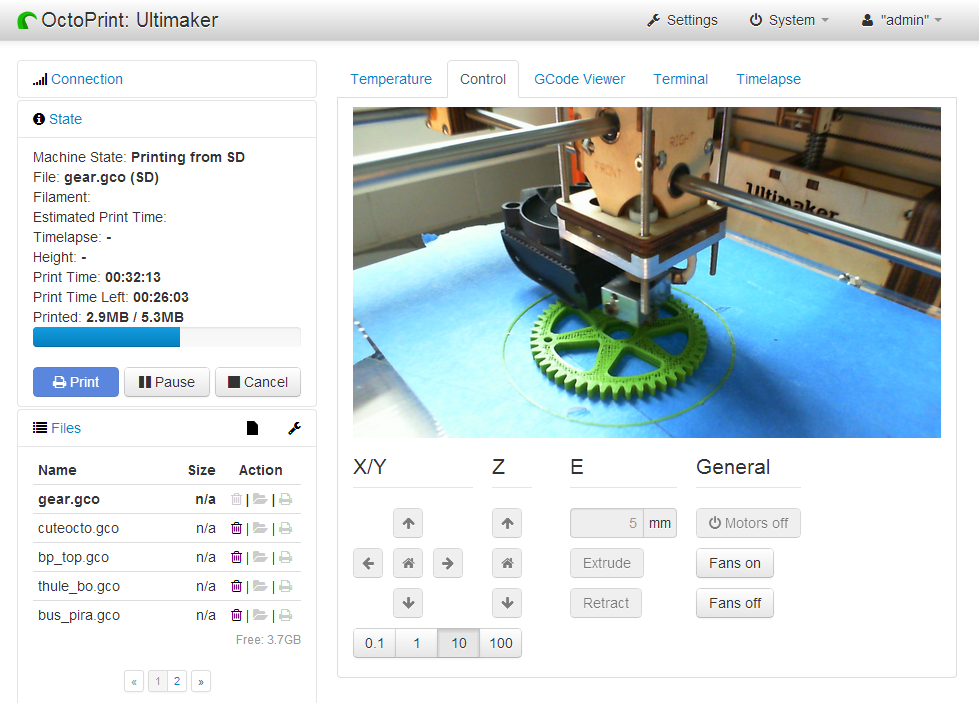 OctoPrint: Ultimaker
Settings System "admin"
Connection
State
Machine State: Printing from SD
File: gear.gco (SD)
Filament:
Estimated Print Time:
Timelapse: -
Height: -
Print Time: 00:32:13
Print Time Left: 00:26:03
Printed: 2.9MB / 5.3MB
Print Pause Cancel
Files
Name Size Action
gear.gco n/a | |
cuteocto.gco n/a | |
bp_top.gco n/a | |
thule_bo.gco n/a | |
bus_pira.gco n/a | |
Free: 3.7GB
« 1 2 »
Temperature Control GCode Viewer Terminal Timelapse
FRONT
RIGHT
Ultimaker
X/Y Z E General
5 mm Motors off
Extrude Fans on
Retract Fans off
0.1 1 10 100